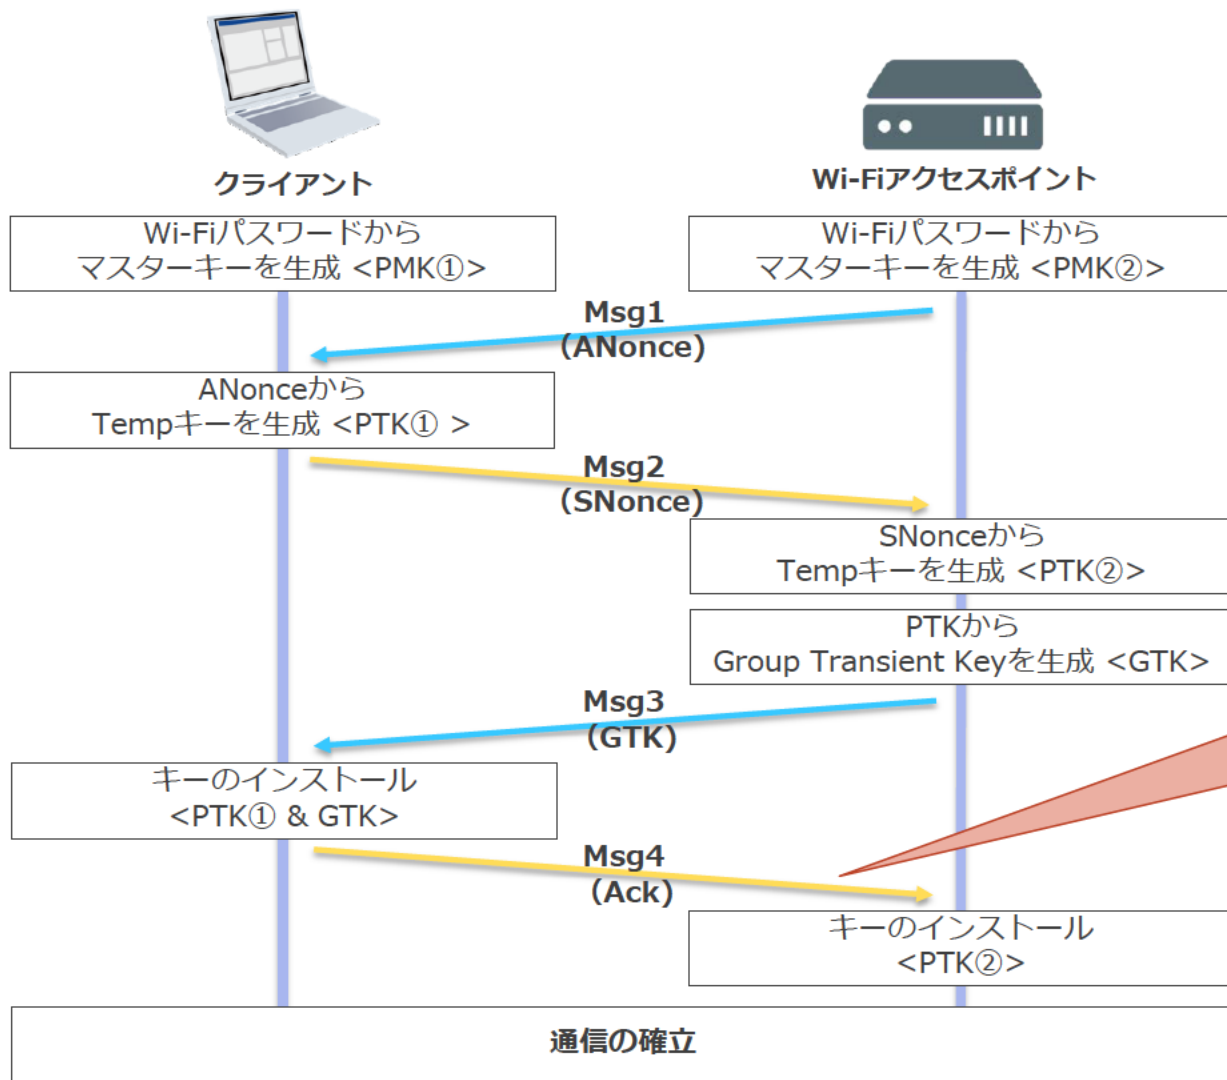 クライアント
Wi-Fiアクセスポイント
Wi-Fiパスワードから
マスターキーを生成 <PMK①>
Wi-Fiパスワードから
マスターキーを生成 <PMK②>
Msg1
(ANonce)
ANonceから
Tempキーを生成 <PTK① >
Msg2
(SNonce)
SNonceから
Tempキーを生成 <PTK②>
PTKから
Group Transient Keyを生成 <GTK>
Msg3
(GTK)
キーのインストール
<PTK① & GTK>
Msg4
(Ack)
キーのインストール
<PTK②>
通信の確立